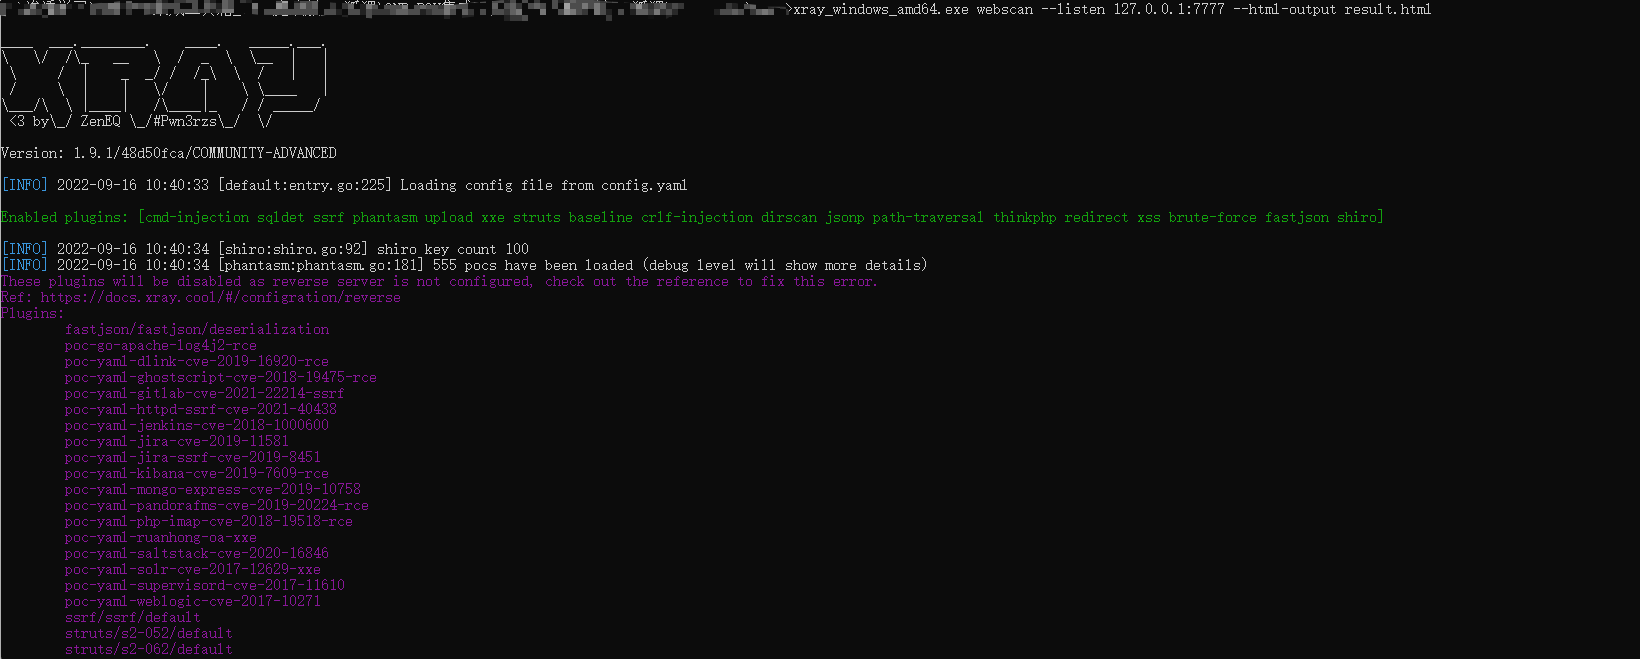 >xray_windows_amd64.exe webscan --listen 127.0.0.1:7777 --html-output result.html
XRAY
<3 by ZenEQ #Pwn3rzs
Version: 1.9.1/48d50fca/COMMUNITY-ADVANCED
[INFO] 2022-09-16 10:40:33 [default:entry.go:225] Loading config file from config.yaml
Enabled plugins: [cmd-injection sqldet ssrf phantasm upload xxe struts baseline crlf-injection dirscan jsonp path-traversal thinkphp redirect xss brute-force fastjson shiro]
[INFO] 2022-09-16 10:40:34 [shiro:shiro.go:92] shiro key count 100
[INFO] 2022-09-16 10:40:34 [phantasm:phantasm.go:181] 555 pocs have been loaded (debug level will show more details)
These plugins will be disabled as reverse server is not configured, check out the reference to fix this error.
Ref: https://docs.xray.cool/#/configration/reverse
Plugins:
fastjson/fastjson/deserialization
poc-go-apache-log4j2-rce
poc-yaml-dlink-cve-2019-16920-rce
poc-yaml-ghostscript-cve-2018-19475-rce
poc-yaml-gitlab-cve-2021-22214-ssrf
poc-yaml-httpd-ssrf-cve-2021-40438
poc-yaml-jenkins-cve-2018-1000600
poc-yaml-jira-cve-2019-11581
poc-yaml-jira-ssrf-cve-2019-8451
poc-yaml-kibana-cve-2019-7609-rce
poc-yaml-mongo-express-cve-2019-10758
poc-yaml-pandorafms-cve-2019-20224-rce
poc-yaml-php-imap-cve-2018-19518-rce
poc-yaml-ruanhong-oa-xxe
poc-yaml-saltstack-cve-2020-16846
poc-yaml-solr-cve-2017-12629-xxe
poc-yaml-supervisord-cve-2017-11610
poc-yaml-weblogic-cve-2017-10271
ssrf/ssrf/default
struts/s2-052/default
struts/s2-062/default